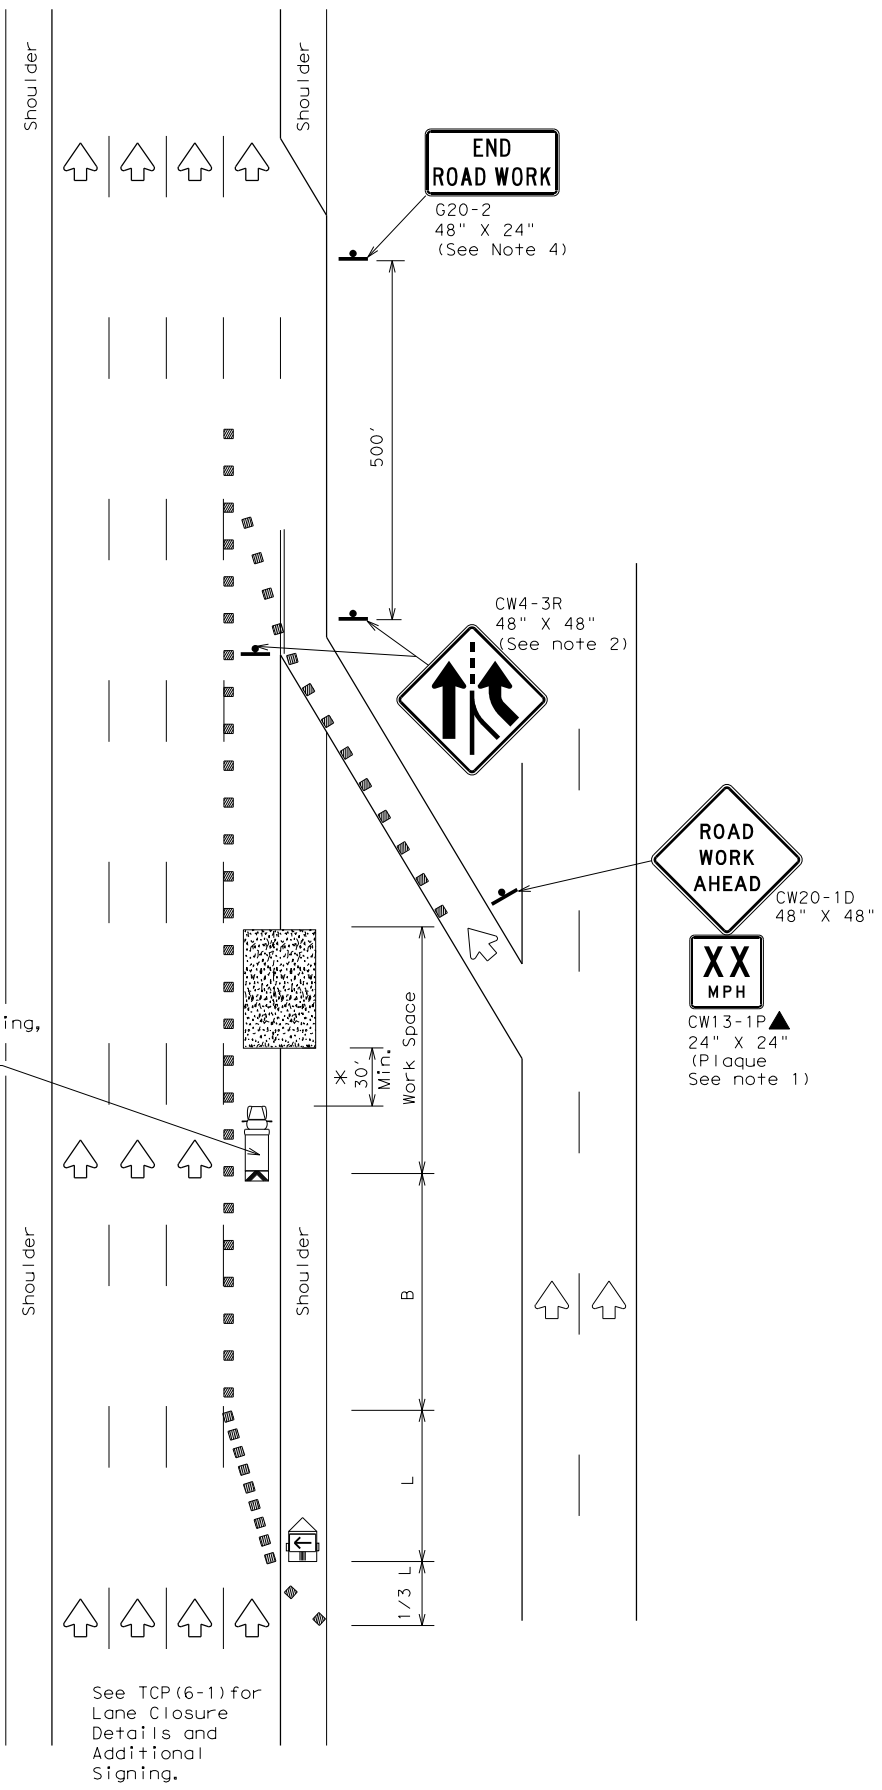 Shoulder
Shoulder
END
ROAD WORK
G20-2
48" X 24"
(See Note 4)
500'
CW4-3R
48" X 48"
(See note 2)
ROAD
WORK
AHEAD
CW20-1D
48" X 48"
XX
MPH
CW13-1P
24" X 24"
(Plaque
See note 1)
ing,
Work Space
30'
Min.
Shoulder
Shoulder
B
L
1/3 L
See TCP(6-1)for
Lane Closure
Details and
Additional
Signing.